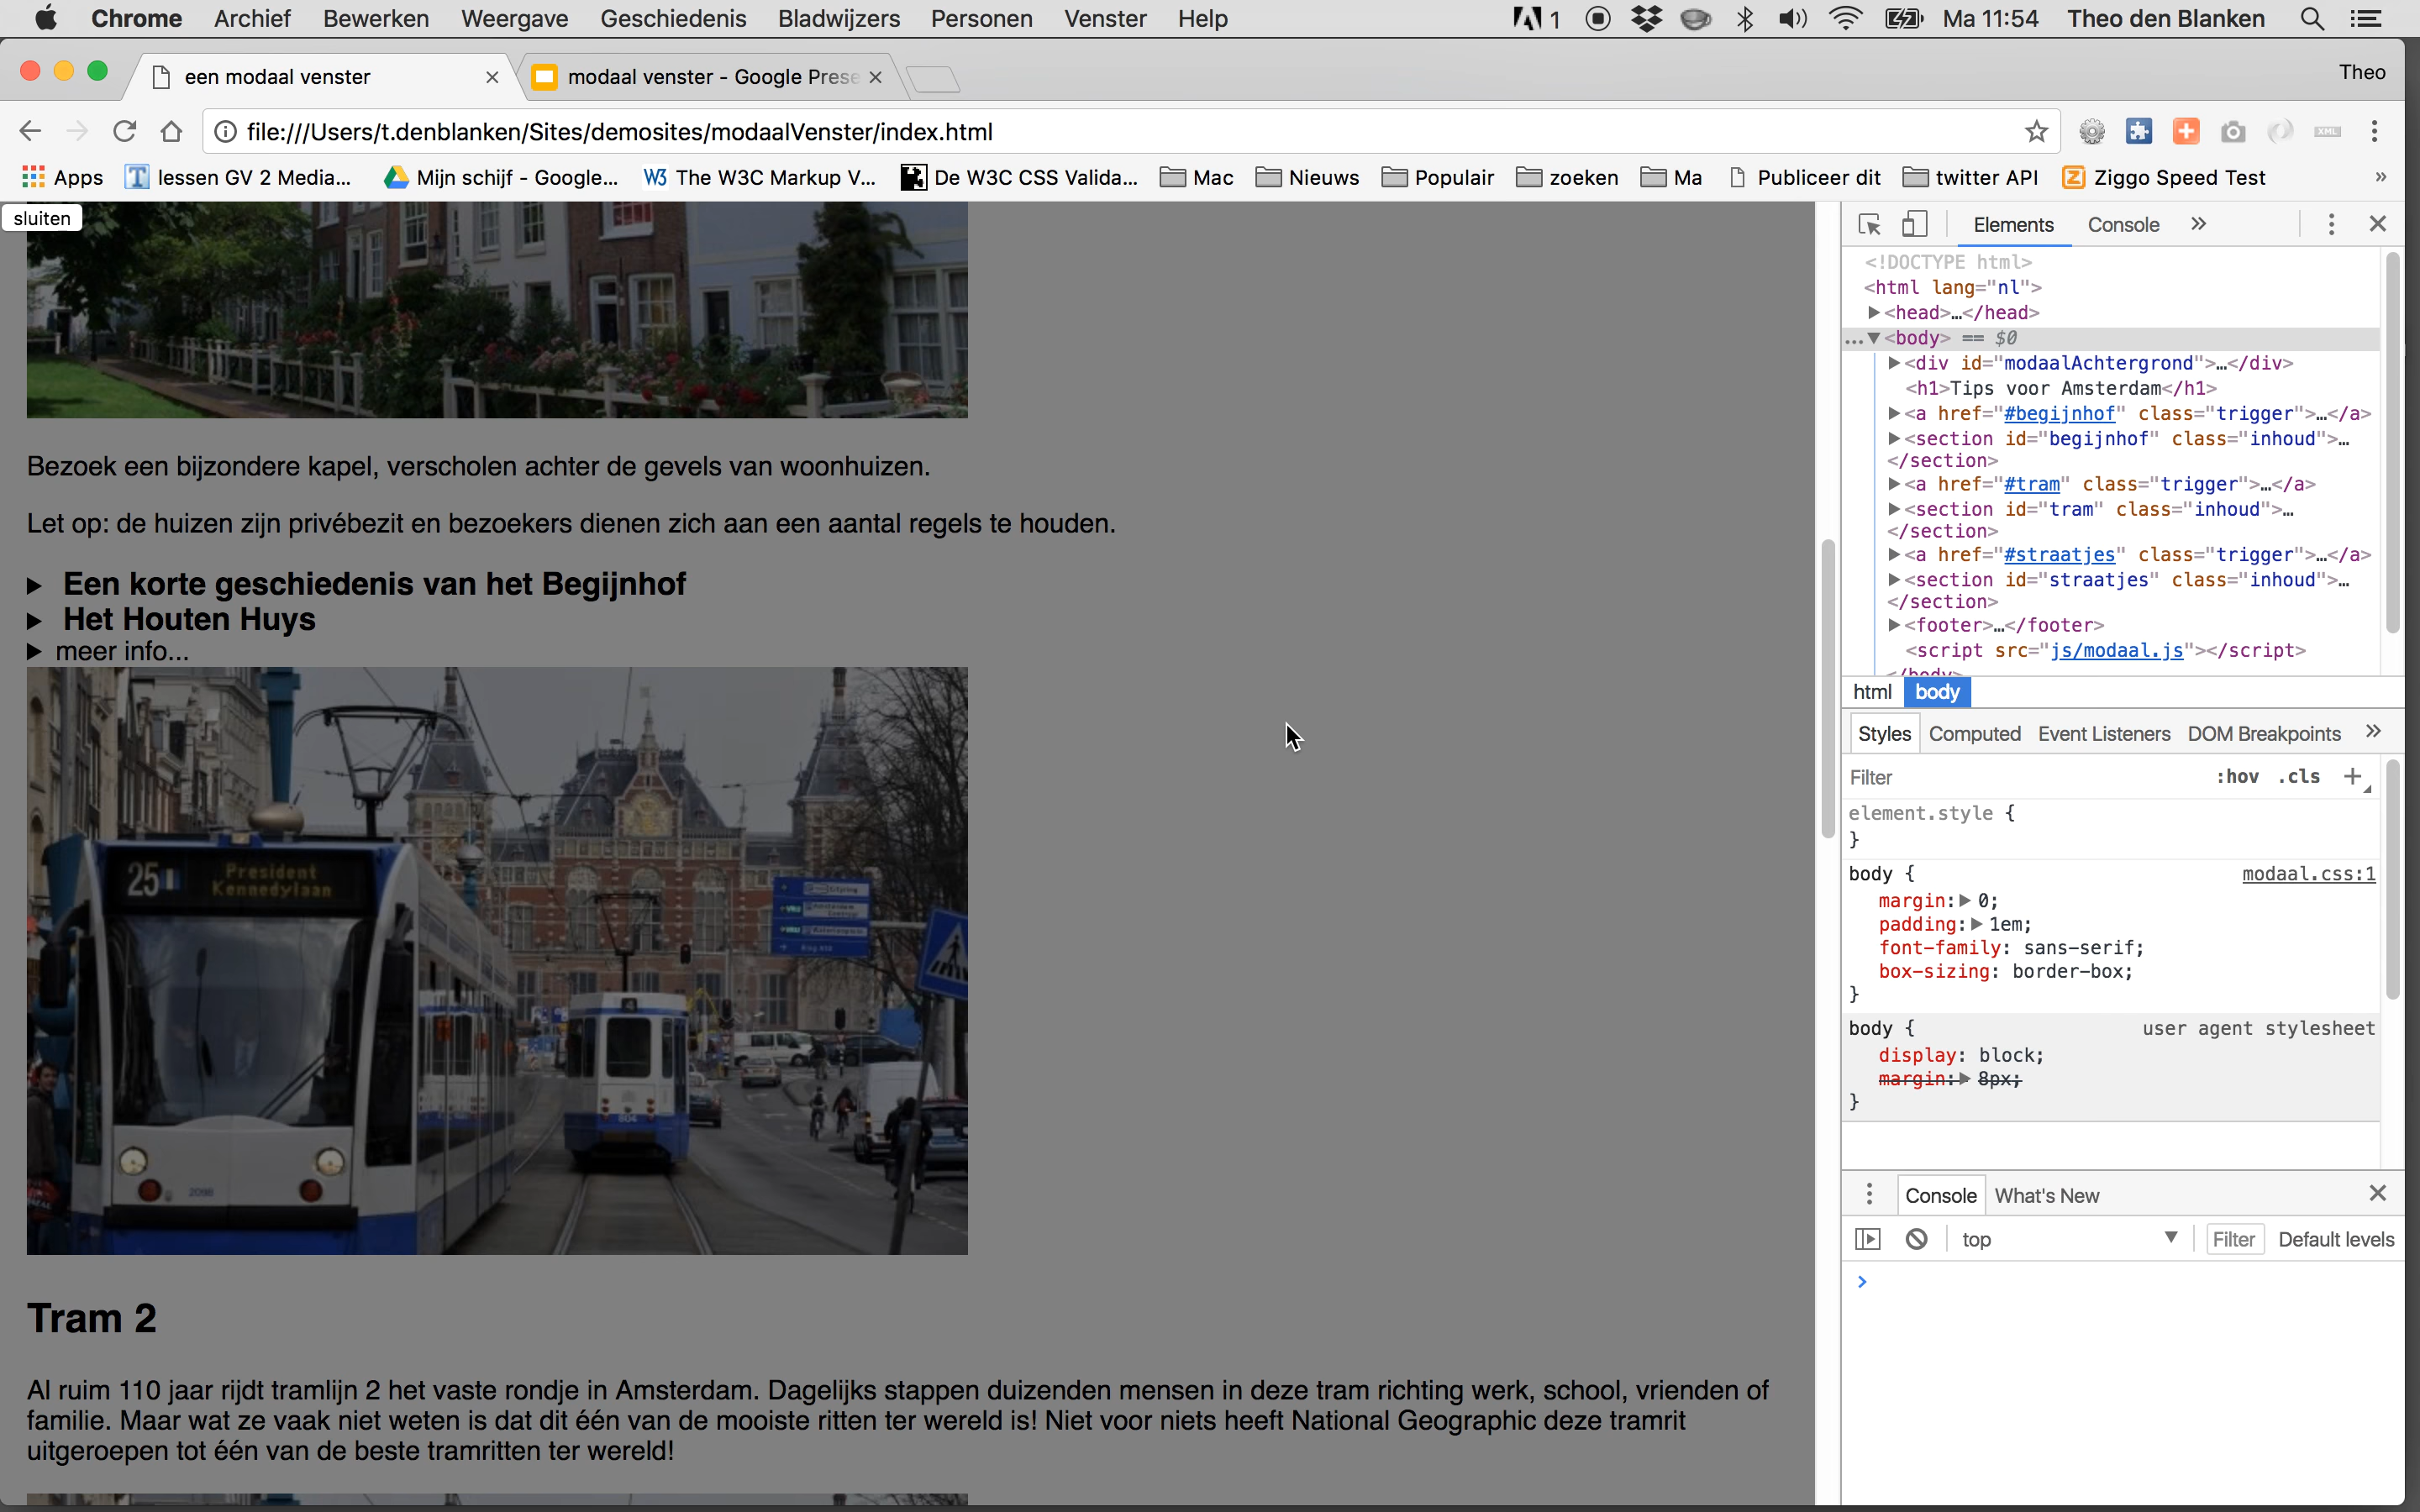 Chrome Archief Bewerken Weergave Geschiedenis Bladwijzers Personen Venster Help 1 Ma 11:54 Theo den Blanken
een modaal venster modaal venster - Google Prese Theo
file:///Users/t.denblanken/Sites/demosites/modaalVenster/index.html XML
Apps lessen GV 2 Media... Mijn schijf - Google... W3 The W3C Markup V... De W3C CSS Valida... Mac Nieuws Populair zoeken Ma Publiceer dit twitter API Ziggo Speed Test »
sluiten
Bezoek een bijzondere kapel, verscholen achter de gevels van woonhuizen.
Let op: de huizen zijn privébezit en bezoekers dienen zich aan een aantal regels te houden.
Een korte geschiedenis van het Begijnhof
Het Houten Huys
meer info...
25 President
Kennedylaan
4
604
2098
Tram 2
Al ruim 110 jaar rijdt tramlijn 2 het vaste rondje in Amsterdam. Dagelijks stappen duizenden mensen in deze tram richting werk, school, vrienden of
familie. Maar wat ze vaak niet weten is dat dit één van de mooiste ritten ter wereld is! Niet voor niets heeft National Geographic deze tramrit
uitgeroepen tot één van de beste tramritten ter wereld!
Elements Console »
<!DOCTYPE html>
<html lang="nl">
<head>…</head>
<body> == $0
<div id="modaalAchtergrond">…</div>
<h1>Tips voor Amsterdam</h1>
<a href="#begijnhof" class="trigger">…</a>
<section id="begijnhof" class="inhoud">…
</section>
<a href="#tram" class="trigger">…</a>
<section id="tram" class="inhoud">…
</section>
<a href="#straatjes" class="trigger">…</a>
<section id="straatjes" class="inhoud">…
</section>
<footer>…</footer>
<script src="js/modaal.js"></script>
</body>
html body
Styles Computed Event Listeners DOM Breakpoints »
Filter :hov .cls +
element.style {
}
body { modaal.css:1
margin: 0;
padding: 1em;
font-family: sans-serif;
box-sizing: border-box;
}
body { user agent stylesheet
display: block;
margin: 8px;
}
Console What's New
top Filter Default levels